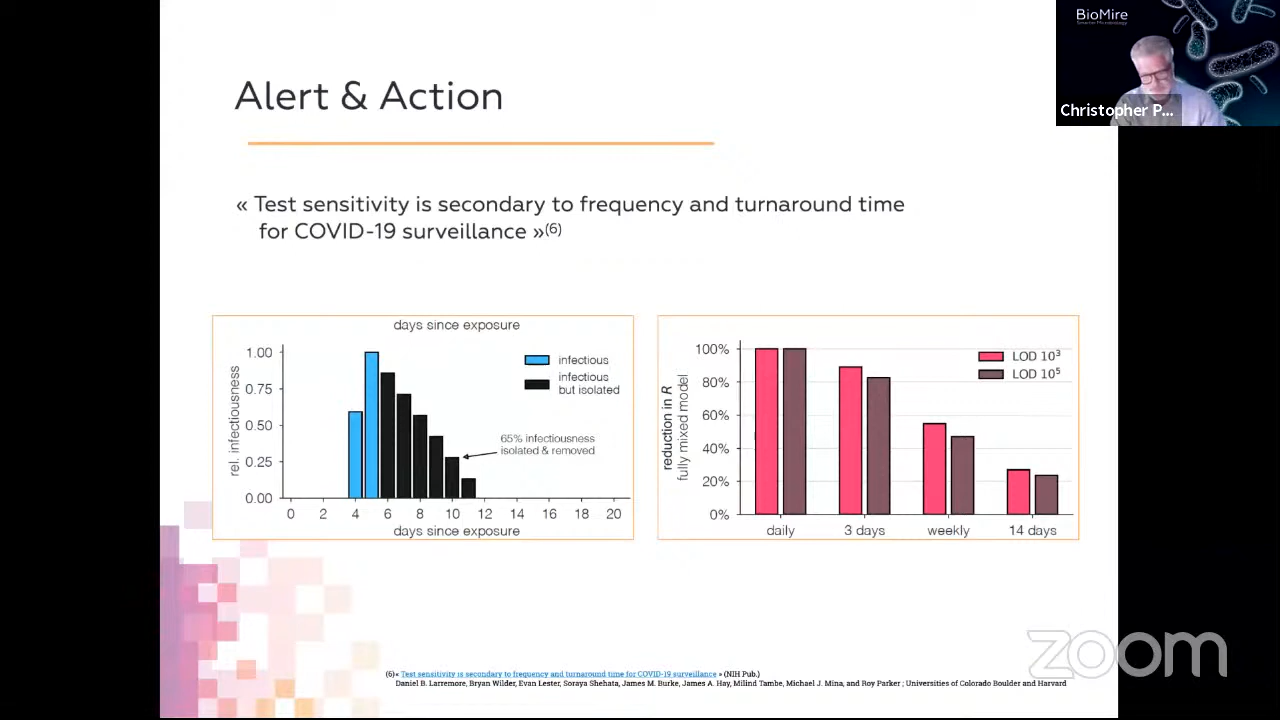 BioMire
Smarter Microbiology
Christopher P...
Alert & Action
« Test sensitivity is secondary to frequency and turnaround time
for COVID-19 surveillance »(6)
days since exposure
rel. infectiousness
1.00
0.75
0.50
0.25
0.00
infectious
infectious
but isolated
65% infectiousness
isolated & removed
0 2 4 6 8 10 12 14 16 18 20
days since exposure
reduction in R
fully mixed model
100%
80%
60%
40%
20%
0%
LOD 10³
LOD 10⁵
daily 3 days weekly 14 days
zoom
(6)« Test sensitivity is secondary to frequency and turnaround time for COVID-19 surveillance » (NIH Pub.)
Daniel B. Larremore, Bryan Wilder, Evan Lester, Soraya Shehata, James M. Burke, James A. Hay, Milind Tambe, Michael J. Mina, and Roy Parker ; Universities of Colorado Boulder and Harvard